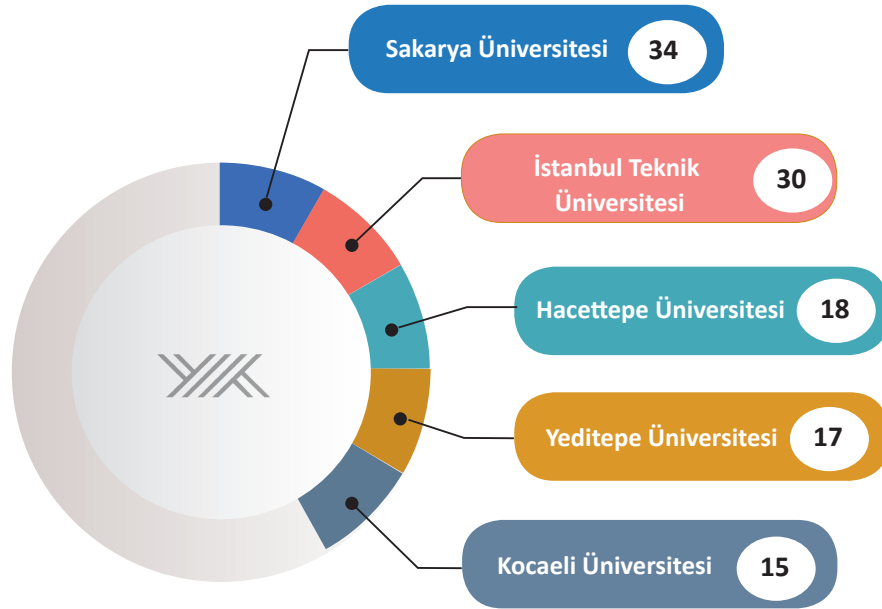 Sakarya Üniversitesi 34
İstanbul Teknik
Üniversitesi
30
Hacettepe Üniversitesi 18
Yeditepe Üniversitesi 17
Kocaeli Üniversitesi 15